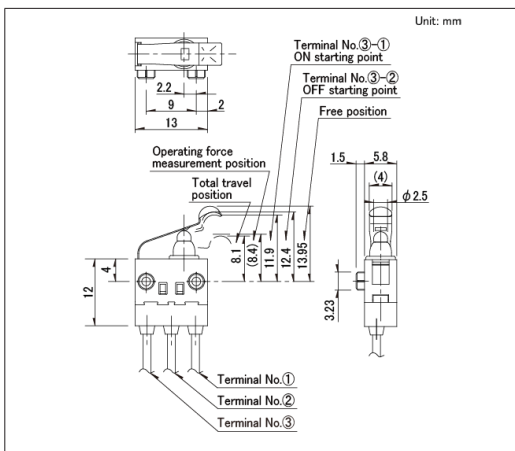 Unit: mm
Terminal No.③-①
ON starting point
Terminal No.③-②
OFF starting point
Free position
2.2
9
2
13
Operating force
measurement position
Total travel
position
1.5
5.8
(4)
φ2.5
4
12
8.1
(8.4)
11.9
12.4
13.95
3.23
Terminal No.①
Terminal No.②
Terminal No.③